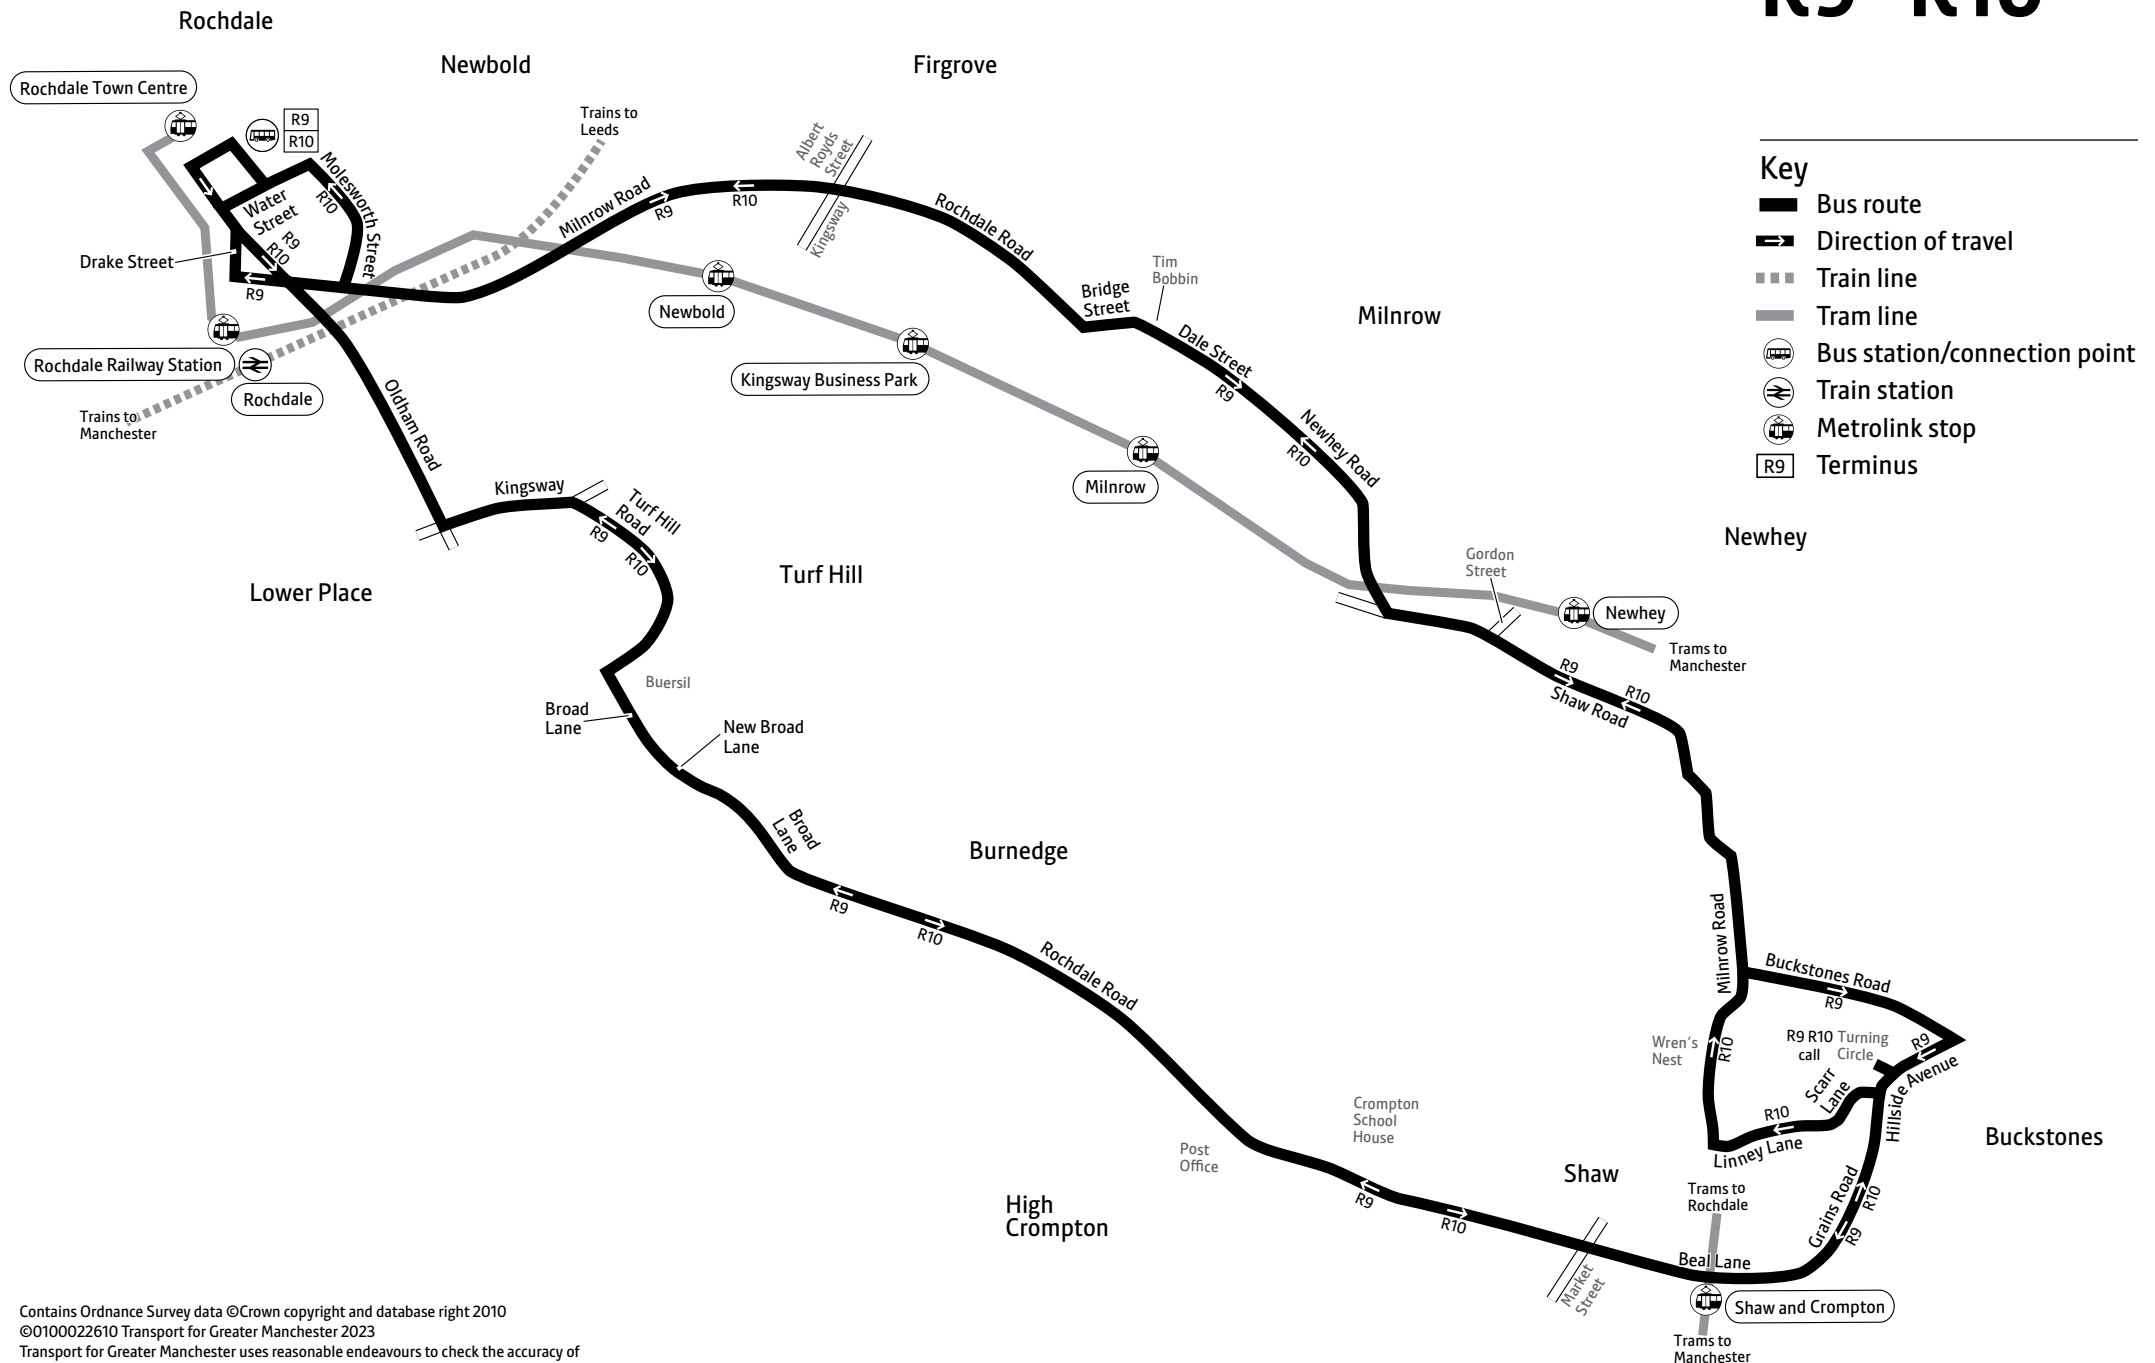 R9 R10
Rochdale
Newbold
Firgrove
Rochdale Town Centre
R9
R10
Trains to
Leeds
Albert
Royds
Street
Kingsway
Molesworth Street
R10
Water
Street
R9
R10
Drake Street
R9
Milnrow Road
R9
R10
Rochdale Road
Tim
Bobbin
Bridge
Street
Milnrow
Newbold
Dale Street
R9
Kingsway Business Park
Rochdale Railway Station
Rochdale
Trains to
Manchester
Oldham Road
Newhey Road
R10
Milnrow
Kingsway
Turf Hill
Road
R9
R10
Turf Hill
Lower Place
Newhey
Gordon
Street
Newhey
Trams to
Manchester
R9
R10
Shaw Road
Buersil
Broad
Lane
New Broad
Lane
Broad
Lane
Burnedge
R9
R10
Rochdale Road
Milnrow Road
Buckstones Road
R9
Wren's
Nest
R10
R9 R10
call
Turning
Circle
R9
Hillside Avenue
Scarr
Lane
R10
Linney Lane
Buckstones
Crompton
School
House
Post
Office
High
Crompton
R9
R10
Shaw
Trams to
Rochdale
Grains Road
R10
R9
Beal Lane
Market
Street
Shaw and Crompton
Trams to
Manchester
Key
Bus route
Direction of travel
Train line
Tram line
Bus station/connection point
Train station
Metrolink stop
R9 Terminus
Contains Ordnance Survey data ©Crown copyright and database right 2010
©0100022610 Transport for Greater Manchester 2023
Transport for Greater Manchester uses reasonable endeavours to check the accuracy of